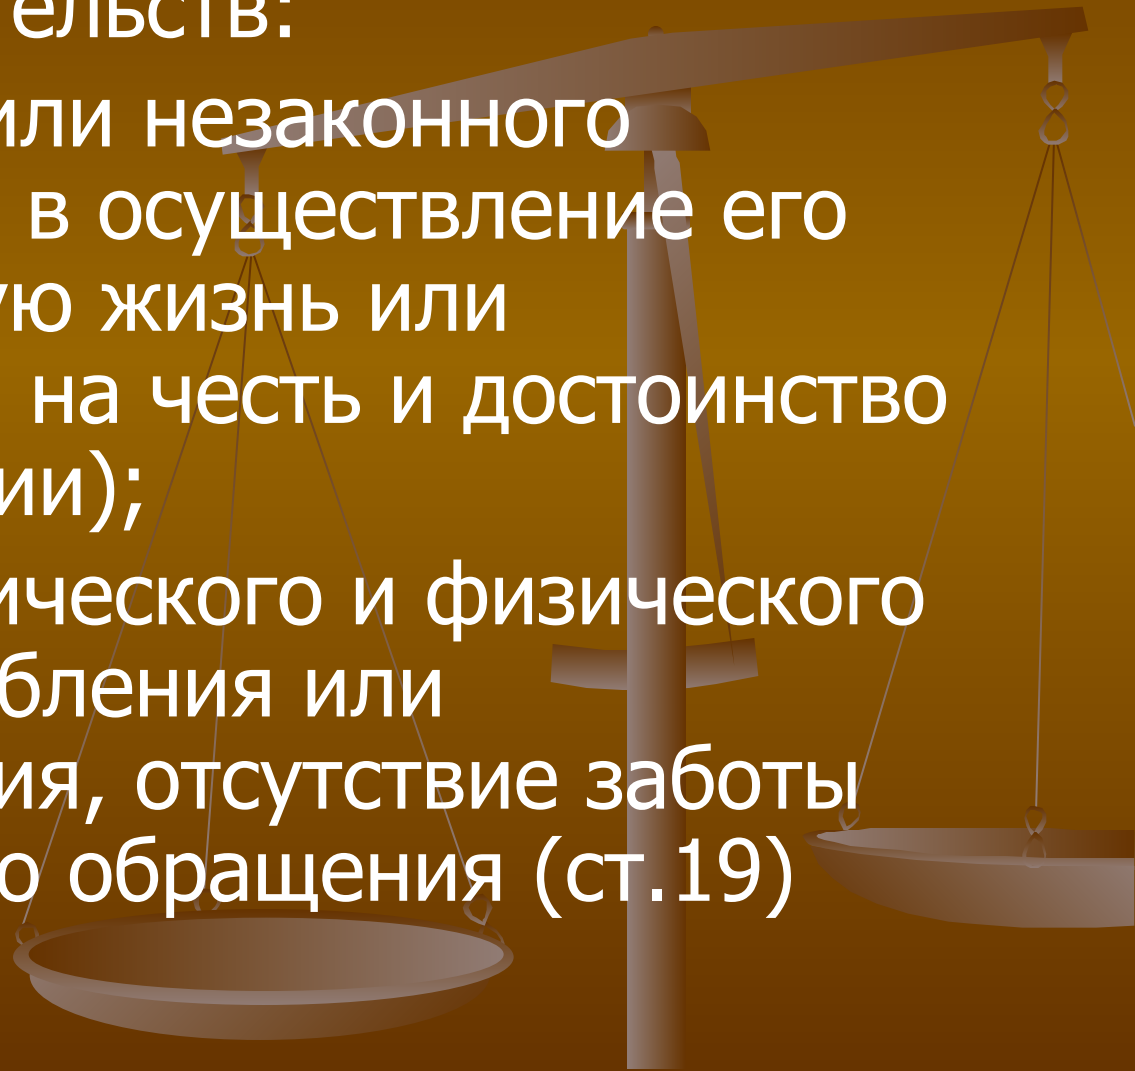 ельств:
или незаконного
в осуществление его
ую жизнь или
на честь и достоинство
ии);
ического и физического
бления или
ия, отсутствие заботы
о обращения (ст.19)